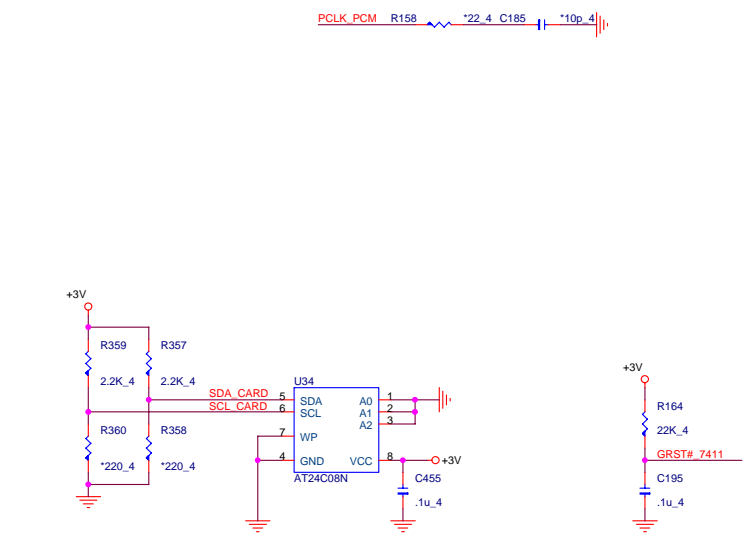 PCLK_PCM R158 *22_4 C185 *10p_4
+3V
R359 R357
2.2K_4 2.2K_4
R360 R358
*220_4 *220_4
SDA_CARD
SCL_CARD
U34
5 SDA A0 1
6 SCL A1 2
A2 3
7 WP
4 GND VCC 8
AT24C08N
+3V
C455
.1u_4
+3V
R164
22K_4
GRST#_7411
C195
.1u_4